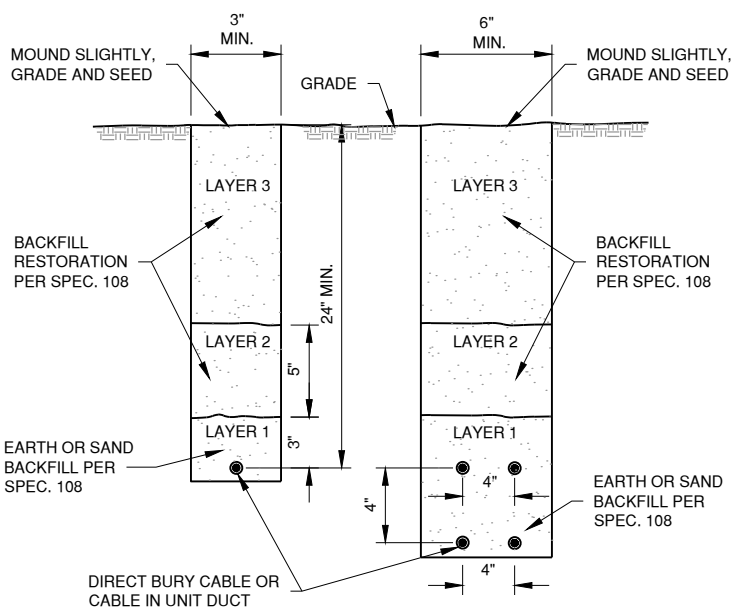 3"
MIN.
6"
MIN.
MOUND SLIGHTLY,
GRADE AND SEED
GRADE
MOUND SLIGHTLY,
GRADE AND SEED
LAYER 3
LAYER 3
BACKFILL
RESTORATION
PER SPEC. 108
24" MIN.
BACKFILL
RESTORATION
PER SPEC. 108
LAYER 2
5"
LAYER 2
LAYER 1
3"
LAYER 1
EARTH OR SAND
BACKFILL PER
SPEC. 108
4"
4"
EARTH OR SAND
BACKFILL PER
SPEC. 108
4"
DIRECT BURY CABLE OR
CABLE IN UNIT DUCT